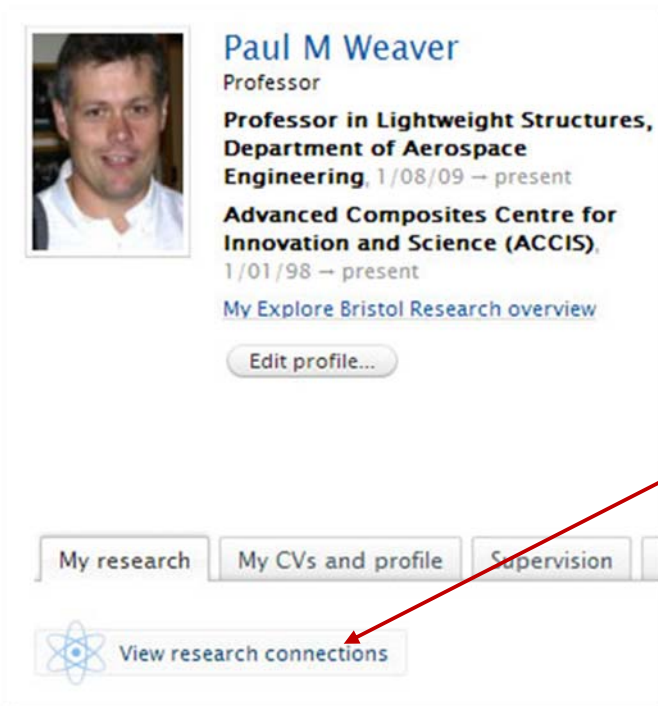 Paul M Weaver
Professor
Professor in Lightweight Structures,
Department of Aerospace
Engineering, 1/08/09 → present
Advanced Composites Centre for
Innovation and Science (ACCIS),
1/01/98 → present
My Explore Bristol Research overview
Edit profile...
My research
My CVs and profile
Supervision
View research connections